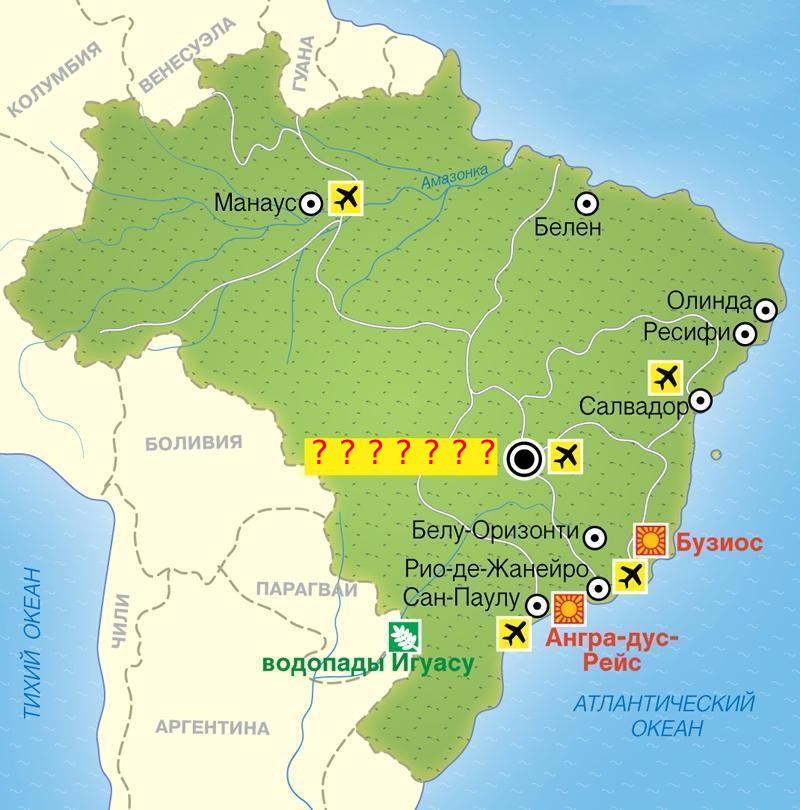 КОЛУМБИЯ
ВЕНЕСУЭЛА
ГУАНА
Амазонка
Манаус
Белен
Олинда
Ресифи
Салвадор
БОЛИВИЯ
? ? ? ? ? ? ?
Белу-Оризонти
Бузиос
Рио-де-Жанейро
Сан-Паулу
ПАРАГВАЙ
ЧИЛИ
ТИХИЙ ОКЕАН
Ангра-дус-
Рейс
водопады Игуасу
АТЛАНТИЧЕСКИЙ
ОКЕАН
АРГЕНТИНА